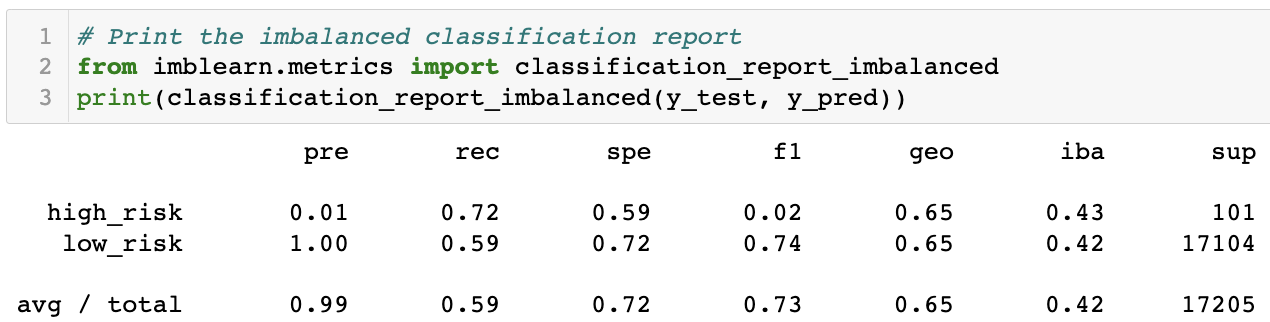 1 # Print the imbalanced classification report
2 from imblearn.metrics import classification_report_imbalanced
3 print(classification_report_imbalanced(y_test, y_pred))
pre rec spe f1 geo iba sup
high_risk 0.01 0.72 0.59 0.02 0.65 0.43 101
low_risk 1.00 0.59 0.72 0.74 0.65 0.42 17104
avg / total 0.99 0.59 0.72 0.73 0.65 0.42 17205